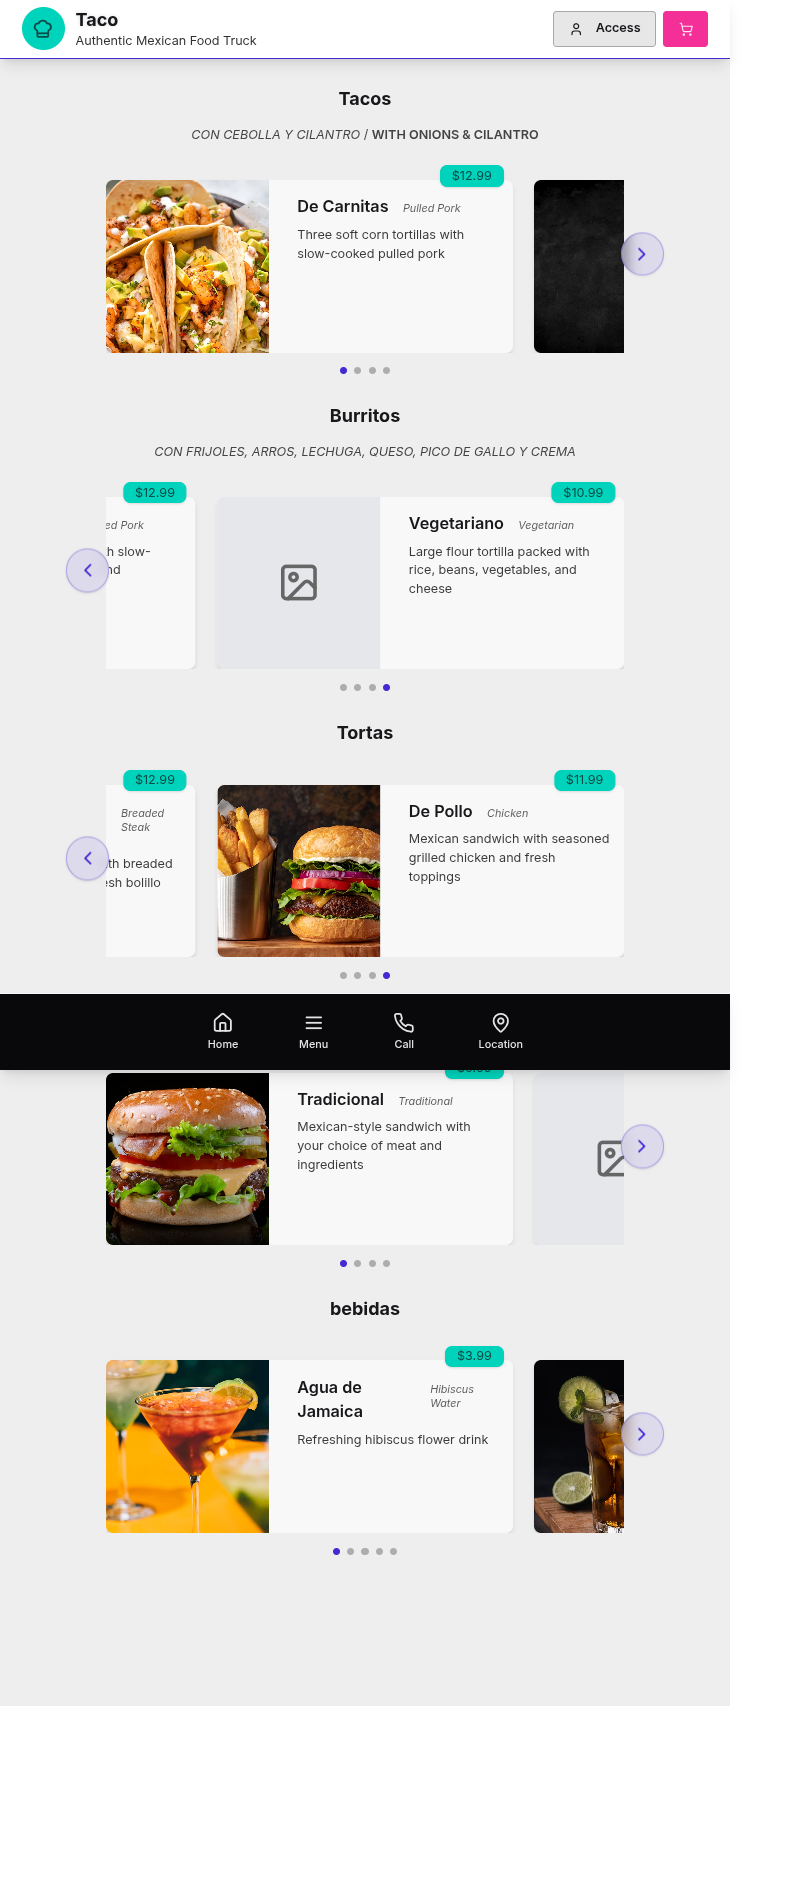 Taco
Authentic Mexican Food Truck
Access
Tacos
CON CEBOLLA Y CILANTRO / WITH ONIONS & CILANTRO
$12.99
De Carnitas Pulled Pork
Three soft corn tortillas with
slow-cooked pulled pork
Burritos
CON FRIJOLES, ARROS, LECHUGA, QUESO, PICO DE GALLO Y CREMA
$12.99
ed Pork
h slow-
nd
$10.99
Vegetariano Vegetarian
Large flour tortilla packed with
rice, beans, vegetables, and
cheese
Tortas
$12.99
Breaded
Steak
th breaded
esh bolillo
$11.99
De Pollo Chicken
Mexican sandwich with seasoned
grilled chicken and fresh
toppings
Home
Menu
Call
Location
Tradicional Traditional
Mexican-style sandwich with
your choice of meat and
ingredients
bebidas
$3.99
Agua de
Jamaica
Hibiscus
Water
Refreshing hibiscus flower drink